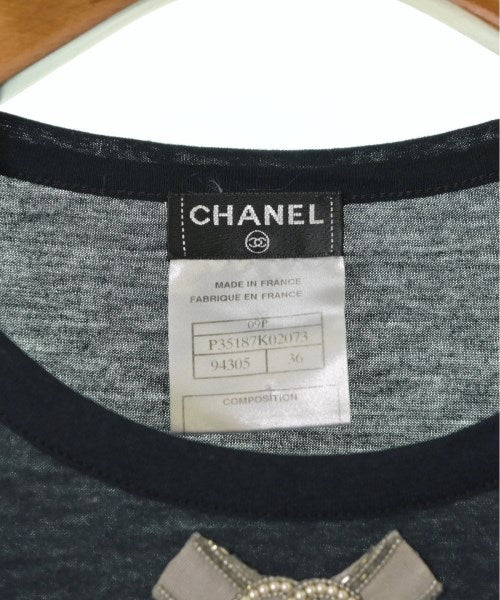 CHANEL
MADE IN FRANCE
FABRIQUE EN FRANCE
09P
P35187K02073
94305 36
COMPOSITION